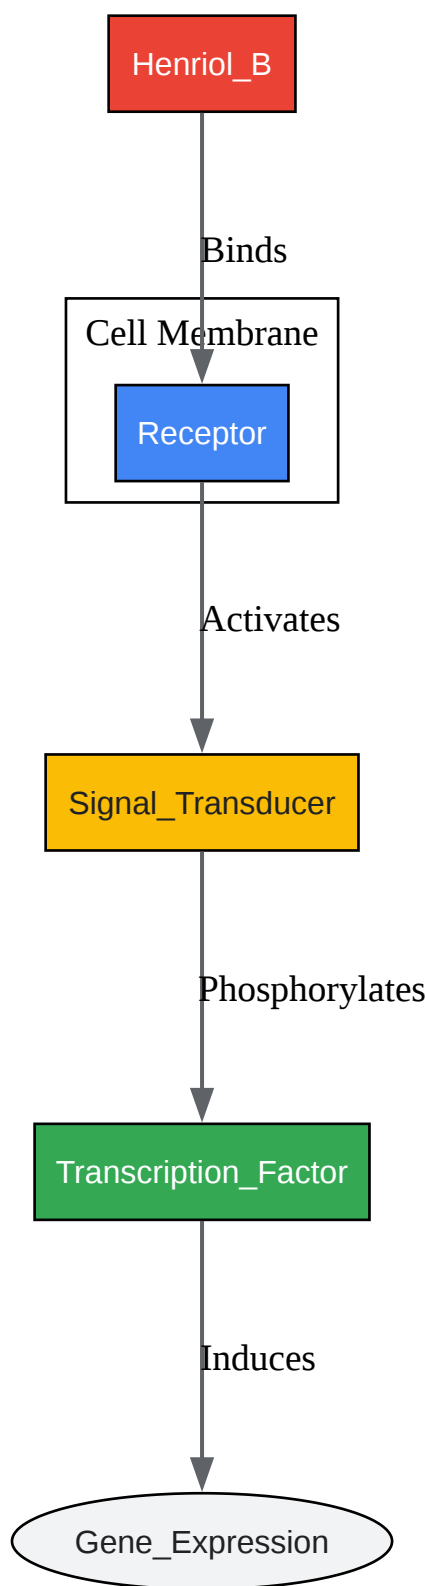 Henriol_B
Binds
Cell Membrane
Receptor
Activates
Signal_Transducer
Phosphorylates
Transcription_Factor
Induces
Gene_Expression